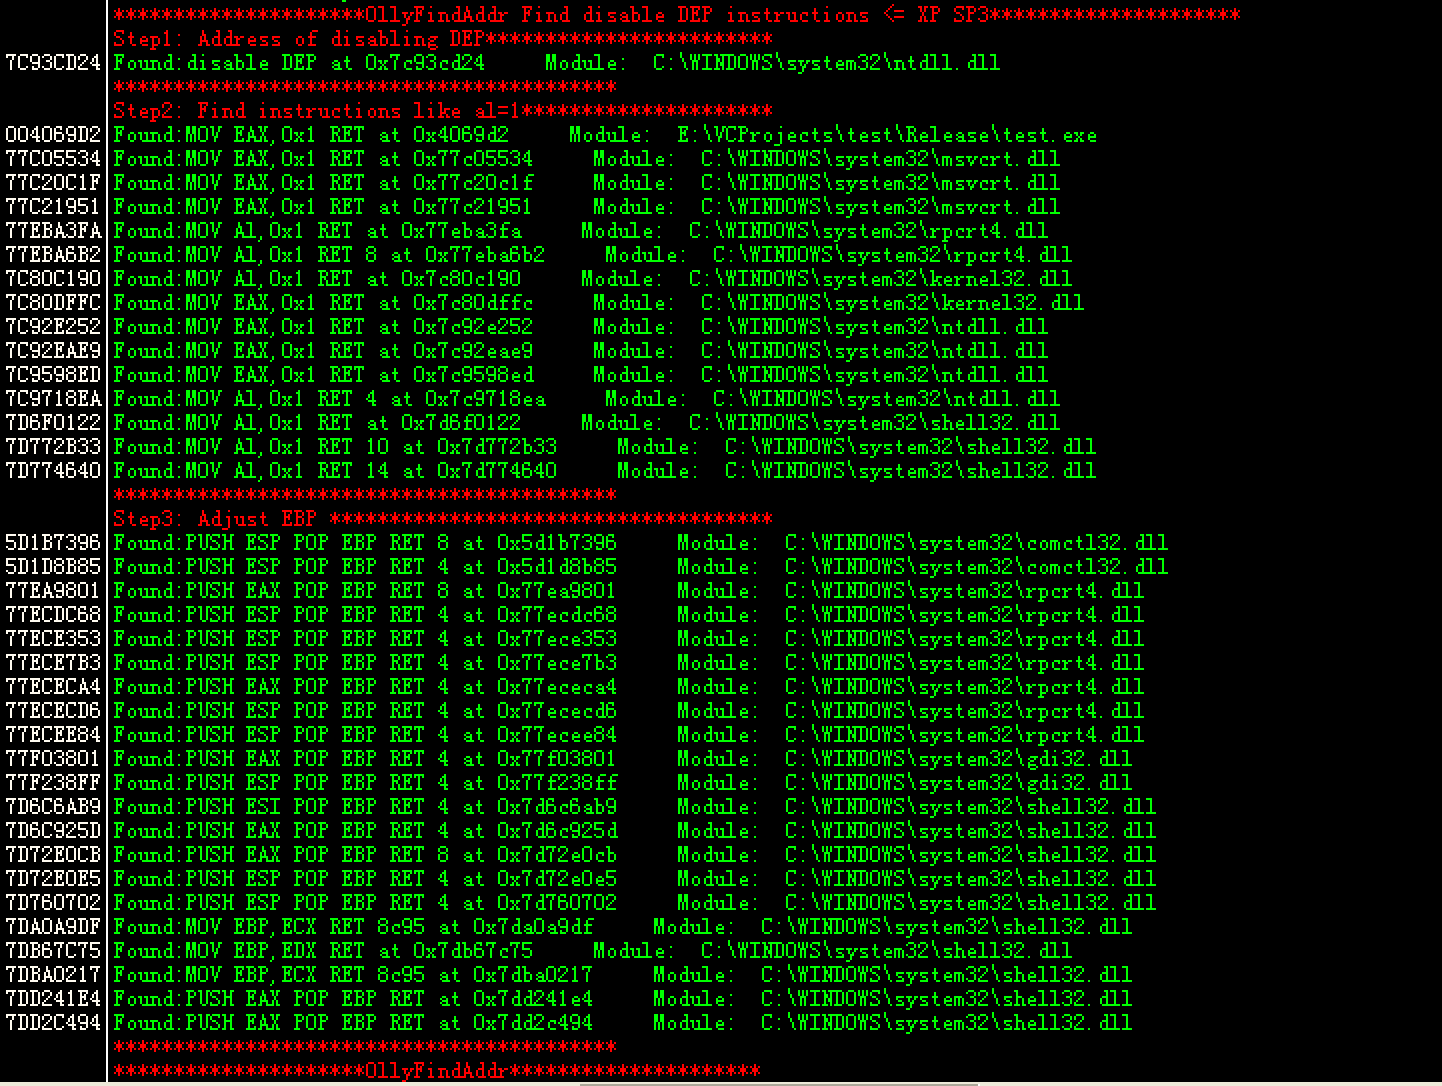 *********************OllyFindAddr Find disable DEP instructions <= XP SP3*********************
Step1: Address of disabling DEP************************
7C93CD24 Found:disable DEP at 0x7c93cd24 Module: C:\WINDOWS\system32\ntdll.dll
******************************************
Step2: Find instructions like al=1*********************
004069D2 Found:MOV EAX,0x1 RET at 0x4069d2 Module: E:\VCProjects\test\Release\test.exe
77C05534 Found:MOV EAX,0x1 RET at 0x77c05534 Module: C:\WINDOWS\system32\msvcrt.dll
77C20C1F Found:MOV EAX,0x1 RET at 0x77c20c1f Module: C:\WINDOWS\system32\msvcrt.dll
77C21951 Found:MOV EAX,0x1 RET at 0x77c21951 Module: C:\WINDOWS\system32\msvcrt.dll
77EBA3FA Found:MOV Al,0x1 RET at 0x77eba3fa Module: C:\WINDOWS\system32\rpcrt4.dll
77EBA6B2 Found:MOV Al,0x1 RET 8 at 0x77eba6b2 Module: C:\WINDOWS\system32\rpcrt4.dll
7C80C190 Found:MOV Al,0x1 RET at 0x7c80c190 Module: C:\WINDOWS\system32\kernel32.dll
7C80DFFC Found:MOV EAX,0x1 RET at 0x7c80dffc Module: C:\WINDOWS\system32\kernel32.dll
7C92E252 Found:MOV EAX,0x1 RET at 0x7c92e252 Module: C:\WINDOWS\system32\ntdll.dll
7C92EAE9 Found:MOV EAX,0x1 RET at 0x7c92eae9 Module: C:\WINDOWS\system32\ntdll.dll
7C9598ED Found:MOV EAX,0x1 RET at 0x7c9598ed Module: C:\WINDOWS\system32\ntdll.dll
7C9718EA Found:MOV Al,0x1 RET 4 at 0x7c9718ea Module: C:\WINDOWS\system32\ntdll.dll
7D6F0122 Found:MOV Al,0x1 RET at 0x7d6f0122 Module: C:\WINDOWS\system32\shell32.dll
7D772B33 Found:MOV Al,0x1 RET 10 at 0x7d772b33 Module: C:\WINDOWS\system32\shell32.dll
7D774640 Found:MOV Al,0x1 RET 14 at 0x7d774640 Module: C:\WINDOWS\system32\shell32.dll
******************************************
Step3: Adjust EBP *************************************
5D1B7396 Found:PUSH ESP POP EBP RET 8 at 0x5d1b7396 Module: C:\WINDOWS\system32\comctl32.dll
5D1D8B85 Found:PUSH ESP POP EBP RET 4 at 0x5d1d8b85 Module: C:\WINDOWS\system32\comctl32.dll
77EA9801 Found:PUSH EAX POP EBP RET 8 at 0x77ea9801 Module: C:\WINDOWS\system32\rpcrt4.dll
77ECDC68 Found:PUSH ESP POP EBP RET 4 at 0x77ecdc68 Module: C:\WINDOWS\system32\rpcrt4.dll
77ECE353 Found:PUSH ESP POP EBP RET 4 at 0x77ece353 Module: C:\WINDOWS\system32\rpcrt4.dll
77ECE7B3 Found:PUSH ESP POP EBP RET 4 at 0x77ece7b3 Module: C:\WINDOWS\system32\rpcrt4.dll
77ECECA4 Found:PUSH EAX POP EBP RET 4 at 0x77ececa4 Module: C:\WINDOWS\system32\rpcrt4.dll
77ECECD6 Found:PUSH ESP POP EBP RET 4 at 0x77ececd6 Module: C:\WINDOWS\system32\rpcrt4.dll
77ECEE84 Found:PUSH ESP POP EBP RET 4 at 0x77ecee84 Module: C:\WINDOWS\system32\rpcrt4.dll
77F03801 Found:PUSH EAX POP EBP RET 4 at 0x77f03801 Module: C:\WINDOWS\system32\gdi32.dll
77F238FF Found:PUSH ESP POP EBP RET 4 at 0x77f238ff Module: C:\WINDOWS\system32\gdi32.dll
7D6C6AB9 Found:PUSH ESI POP EBP RET 4 at 0x7d6c6ab9 Module: C:\WINDOWS\system32\shell32.dll
7D6C925D Found:PUSH EAX POP EBP RET 4 at 0x7d6c925d Module: C:\WINDOWS\system32\shell32.dll
7D72E0CB Found:PUSH EAX POP EBP RET 8 at 0x7d72e0cb Module: C:\WINDOWS\system32\shell32.dll
7D72E0E5 Found:PUSH ESP POP EBP RET 4 at 0x7d72e0e5 Module: C:\WINDOWS\system32\shell32.dll
7D760702 Found:PUSH ESP POP EBP RET 4 at 0x7d760702 Module: C:\WINDOWS\system32\shell32.dll
7DA0A9DF Found:MOV EBP,ECX RET 8c95 at 0x7da0a9df Module: C:\WINDOWS\system32\shell32.dll
7DB67C75 Found:MOV EBP,EDX RET at 0x7db67c75 Module: C:\WINDOWS\system32\shell32.dll
7DBA0217 Found:MOV EBP,ECX RET 8c95 at 0x7dba0217 Module: C:\WINDOWS\system32\shell32.dll
7DD241E4 Found:PUSH EAX POP EBP RET at 0x7dd241e4 Module: C:\WINDOWS\system32\shell32.dll
7DD2C494 Found:PUSH EAX POP EBP RET at 0x7dd2c494 Module: C:\WINDOWS\system32\shell32.dll
******************************************
*********************OllyFindAddr*********************